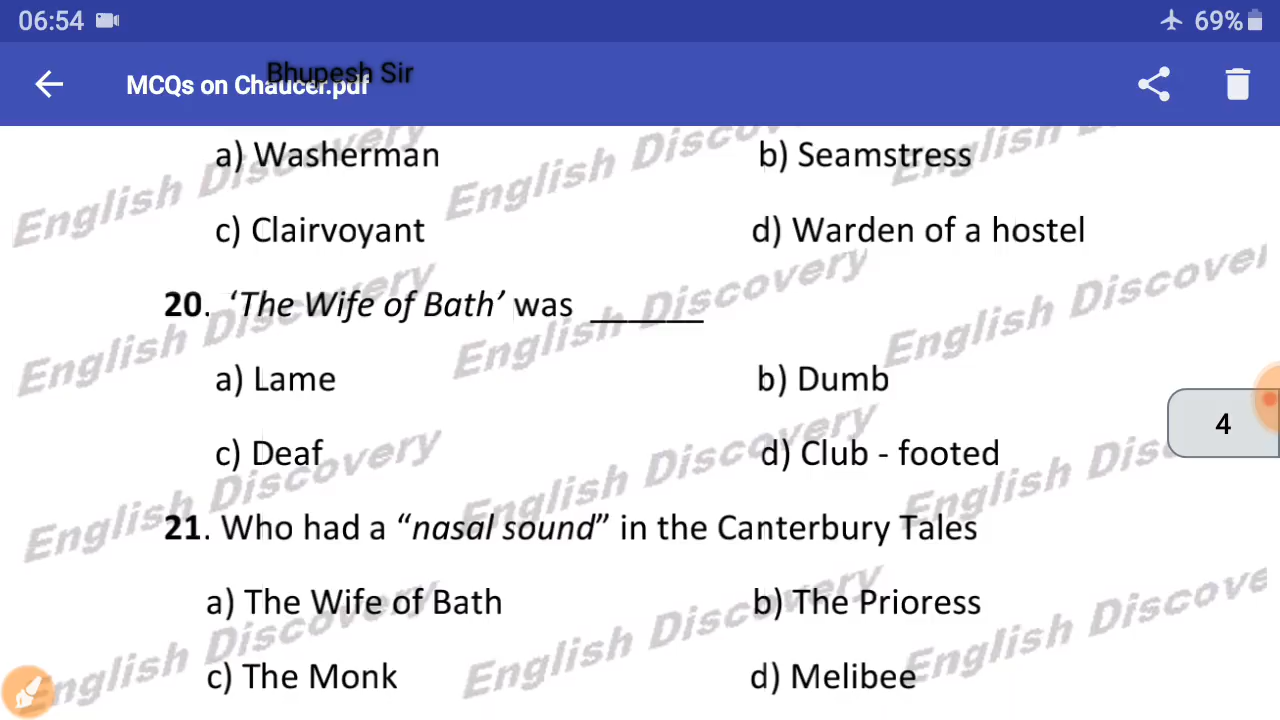 06:54 69%
Bhupesh Sir
MCQs on Chaucer.pdf
a) Washerman b) Seamstress
c) Clairvoyant d) Warden of a hostel
20. ‘The Wife of Bath’ was ______
a) Lame b) Dumb
4
c) Deaf d) Club - footed
21. Who had a “nasal sound” in the Canterbury Tales
a) The Wife of Bath b) The Prioress
c) The Monk d) Melibee
English Discovery